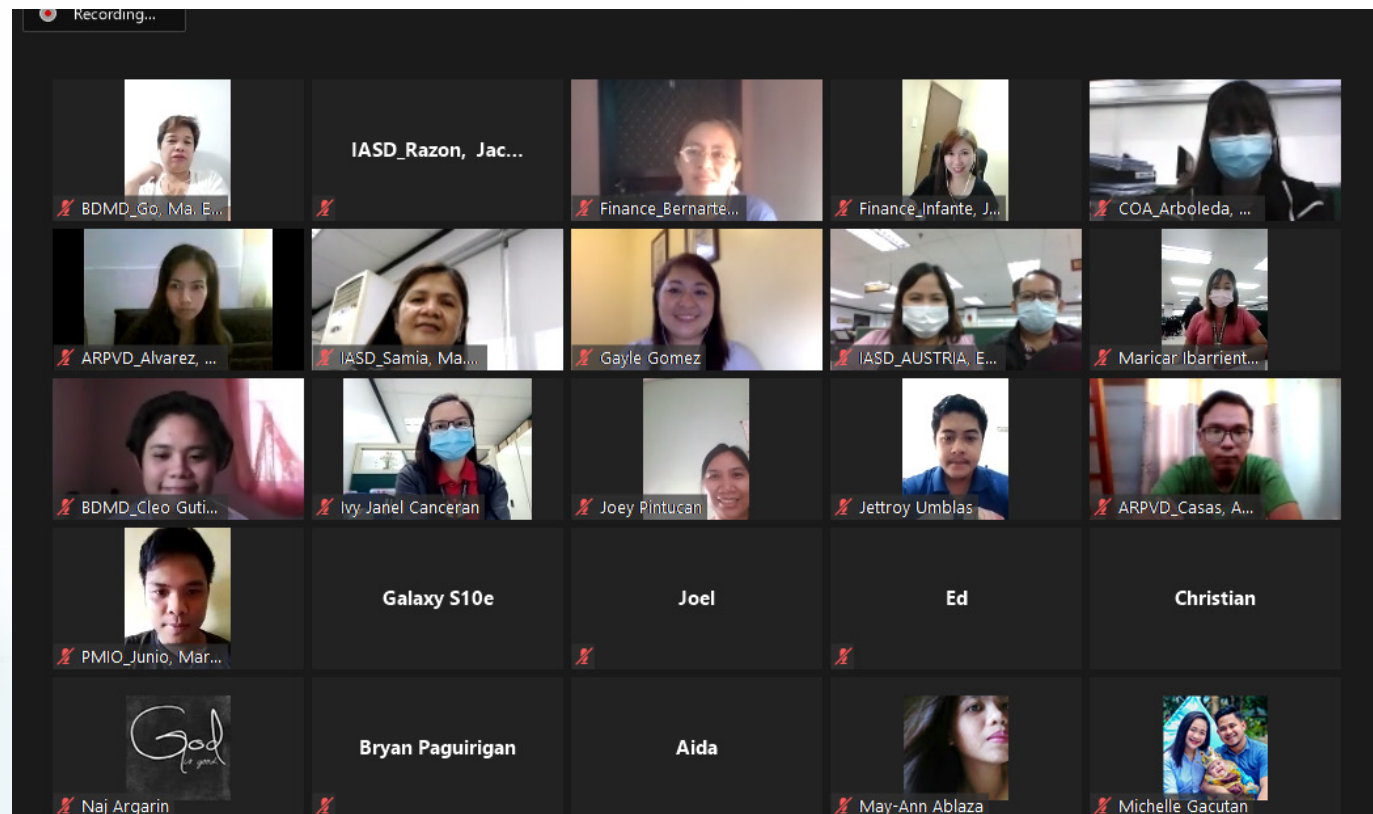 Recording...
BDMD_Go, Ma. E...
IASD_Razon, Jac...
Finance_Bernarte...
Finance_Infante, J...
COA_Arboleda, ...
ARPVD_Alvarez, ...
IASD_Samia, Ma....
Gayle Gomez
IASD_AUSTRIA, E...
Maricar Ibarrient...
BDMD_Cleo Guti...
Ivy Janel Canceran
Joey Pintucan
Jettroy Umblas
ARPVD_Casas, A...
PMIO_Junio, Mar...
Galaxy S10e
Joel
Ed
Christian
God
is good
Naj Argarin
Bryan Paguirigan
Aida
May-Ann Ablaza
Michelle Gacutan